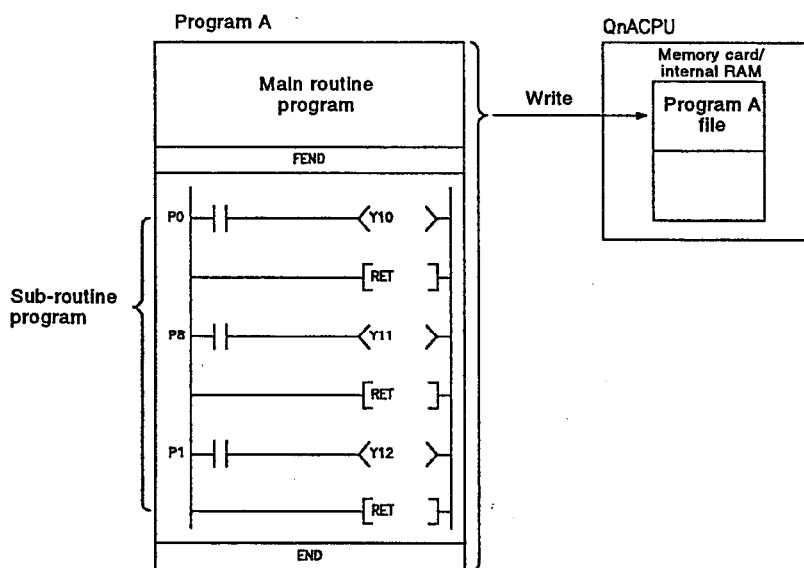 Program A
QnACPU
Main routine
program
Memory card/
internal RAM
Write
Program A
file
FEND
P0
Y10
RET
Sub-routine
program
P8
Y11
RET
P1
Y12
RET
END